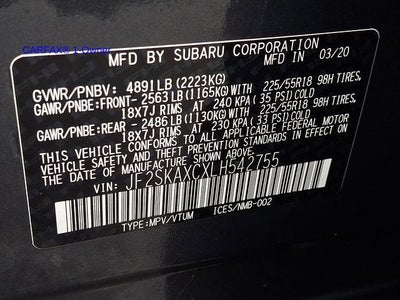 CARFAX® 1-Owner
MFD BY SUBARU CORPORATION
MFD IN 03/20
GVWR/PNBV: 4891LB(2223KG)
GAWR/PNBE:FRONT- 2563LB(1165KG)WITH 225/55R18 98H TIRES,
18X7J RIMS AT 240 KPA(35 PSI)COLD
GAWR/PNBE:REAR -2486LB(1130KG)WITH 225/55R18 98H TIRES,
18X7J RIMS AT 230 KPA(33 PSI)COLD
THIS VEHICLE CONFORMS TO ALL APPLICABLE
FEDERAL MOTOR VEHICLE SAFETY AND
THEFT PREVENTION STANDARDS IN EFFECT ON
THE DATE OF MANUFACTURE SHOWN ABOVE.
VIN: JF2SKAXCXLH542755
TYPE:MPV/VTUM ICES/NMB-002